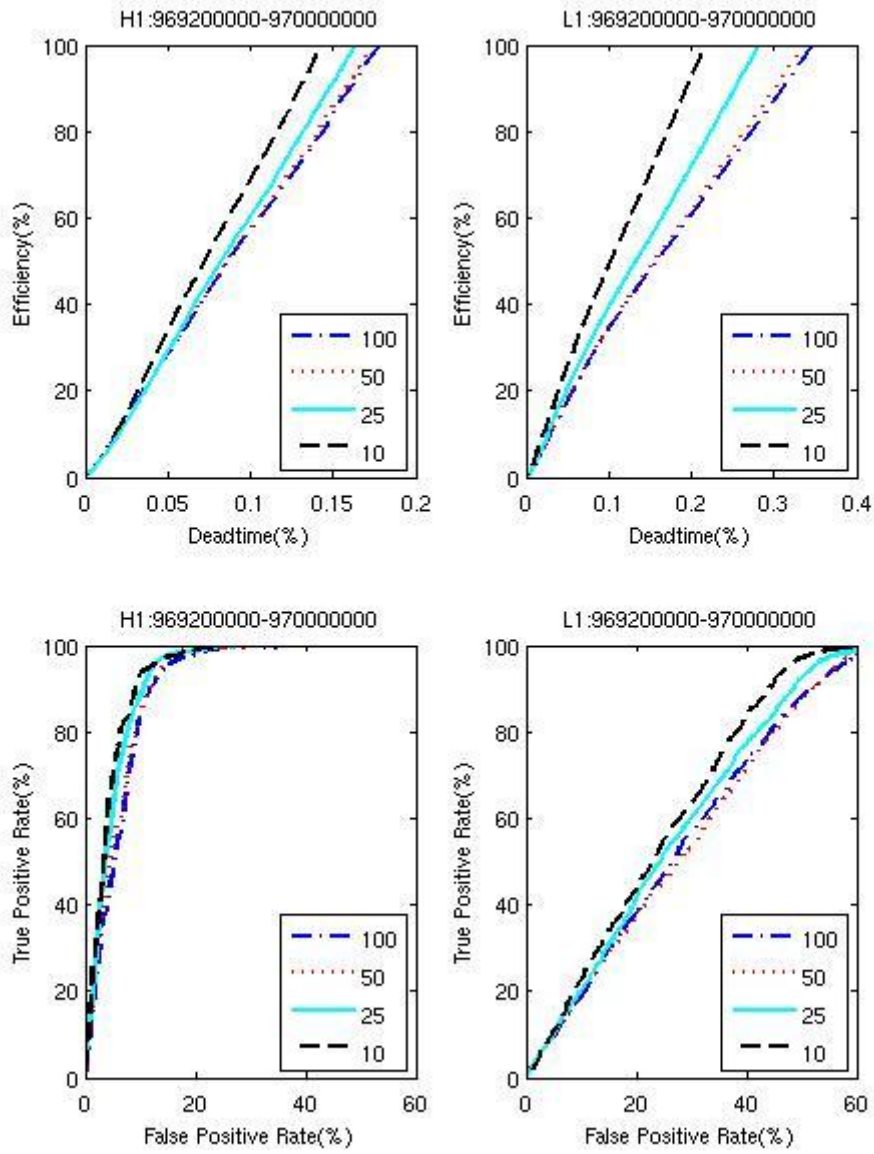 H1:969200000-970000000
100
80
60
40
20
0
Efficiency(%)
100
50
25
10
0 0.05 0.1 0.15 0.2
Deadtime(%)
L1:969200000-970000000
100
80
60
40
20
0
Efficiency(%)
100
50
25
10
0 0.1 0.2 0.3 0.4
Deadtime(%)
H1:969200000-970000000
100
80
60
40
20
0
True Positive Rate(%)
100
50
25
10
0 20 40 60
False Positive Rate(%)
L1:969200000-970000000
100
80
60
40
20
0
True Positive Rate(%)
100
50
25
10
0 20 40 60
False Positive Rate(%)